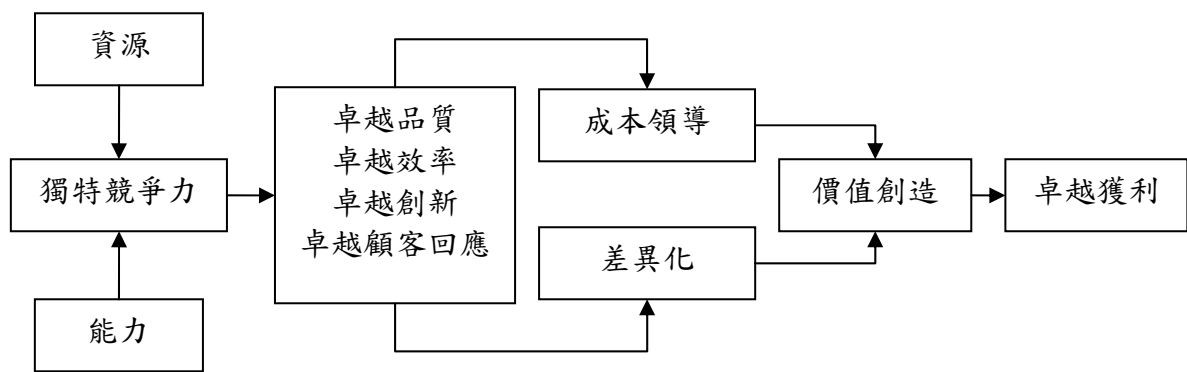 資源
獨特競爭力
能力
卓越品質
卓越效率
卓越創新
卓越顧客回應
成本領導
差異化
價值創造
卓越獲利